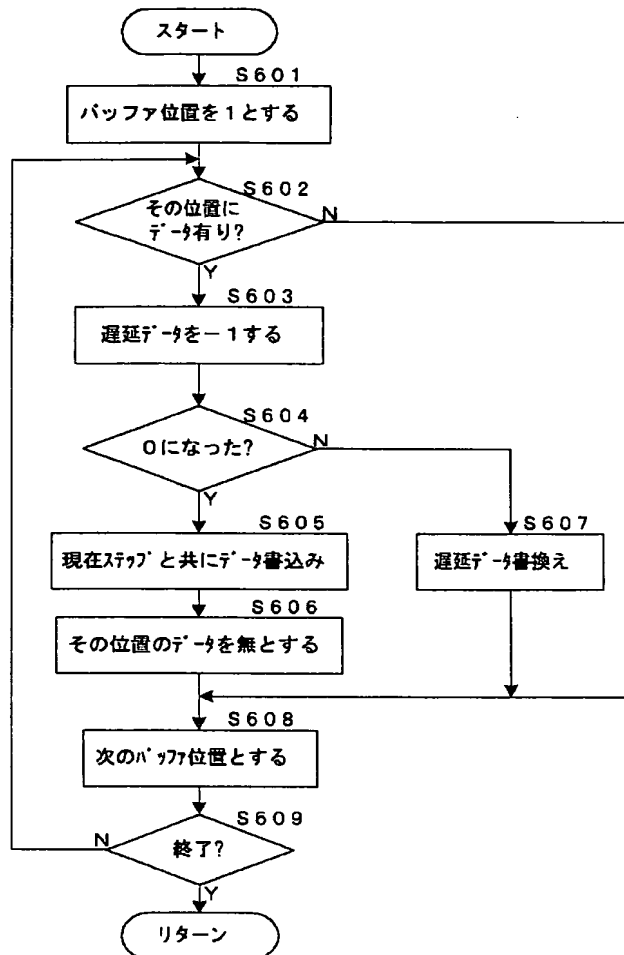 スタート
S601
バッファ位置を1とする
S602
その位置に
データ有り?
N
Y
S603
遅延データを－1する
S604
0になった?
N
Y
S605
現在ステップと共にデータ書込み
S607
遅延データ書換え
S606
その位置のデータを無とする
S608
次のバッファ位置とする
S609
終了?
N
Y
リターン